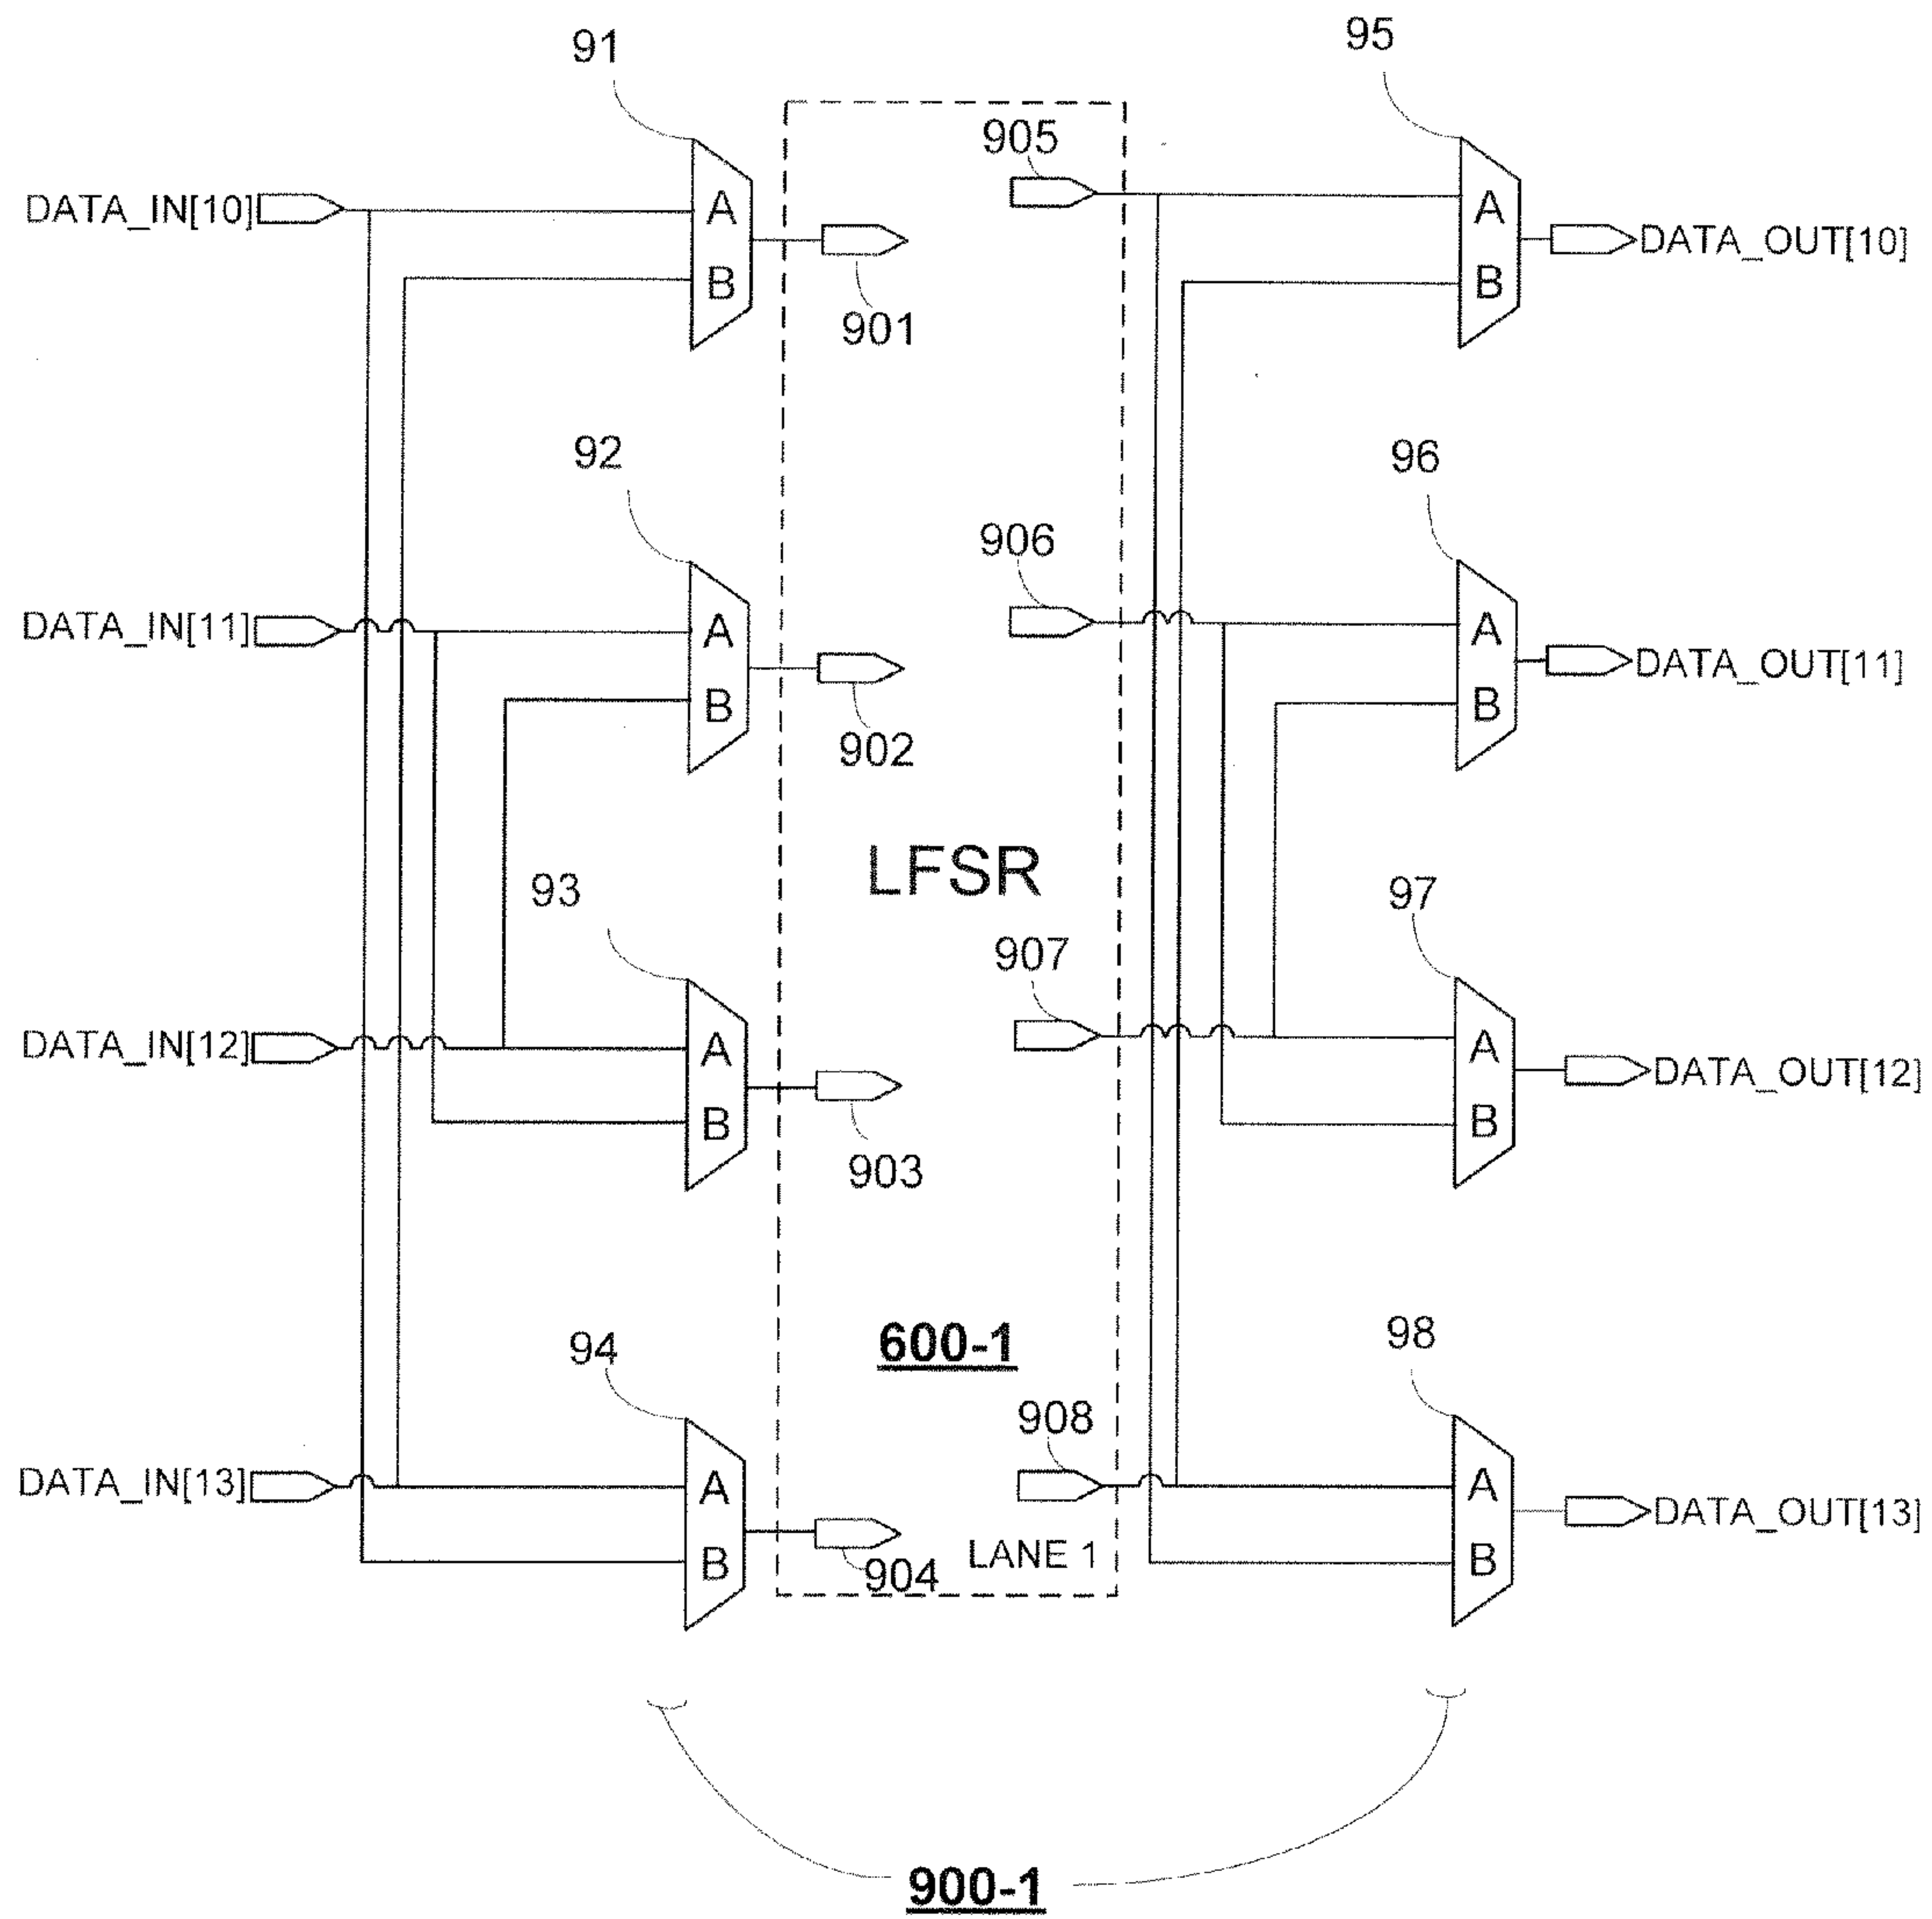 91
95
905
DATA_IN[10]
A
B
901
A
B
DATA_OUT[10]
92
96
906
DATA_IN[11]
A
B
902
A
B
DATA_OUT[11]
LFSR
93
97
907
DATA_IN[12]
A
B
903
A
B
DATA_OUT[12]
600-1
94
98
908
DATA_IN[13]
A
B
904
LANE 1
A
B
DATA_OUT[13]
900-1